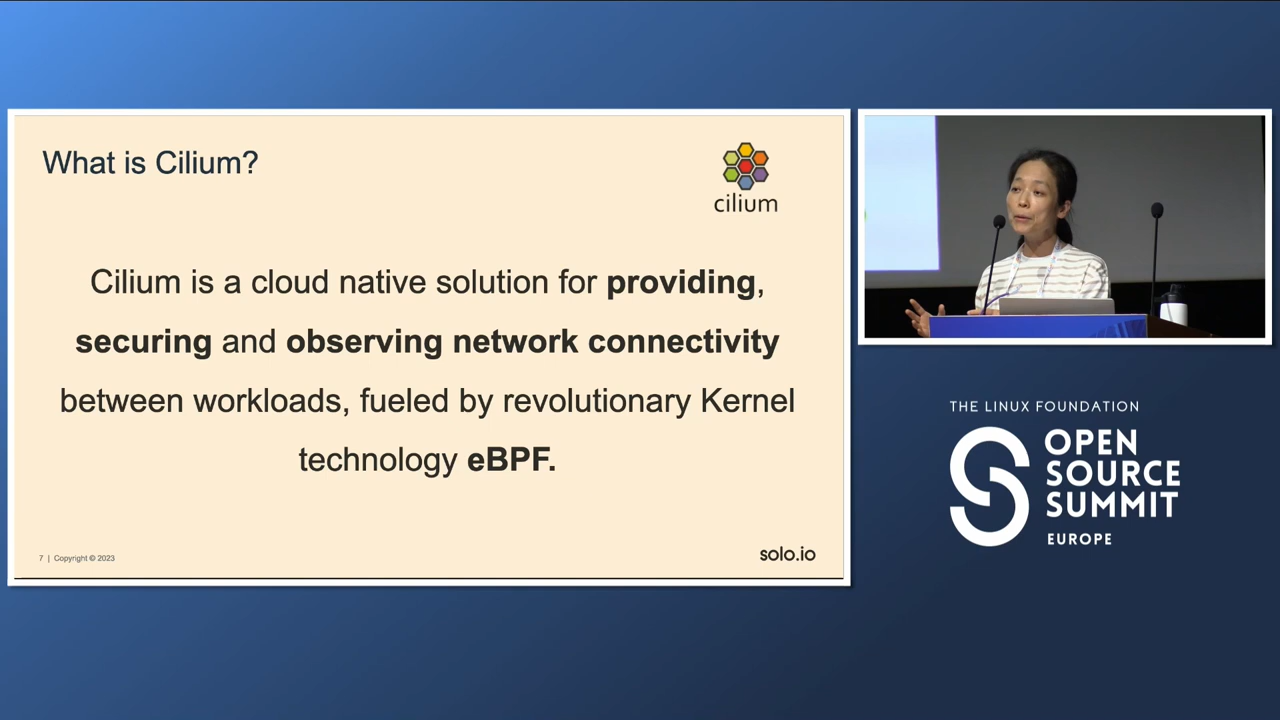 What is Cilium?
cilium
Cilium is a cloud native solution for providing,
securing and observing network connectivity
between workloads, fueled by revolutionary Kernel
technology eBPF.
7 | Copyright © 2023
solo.io
THE LINUX FOUNDATION
OPEN
SOURCE
SUMMIT
EUROPE